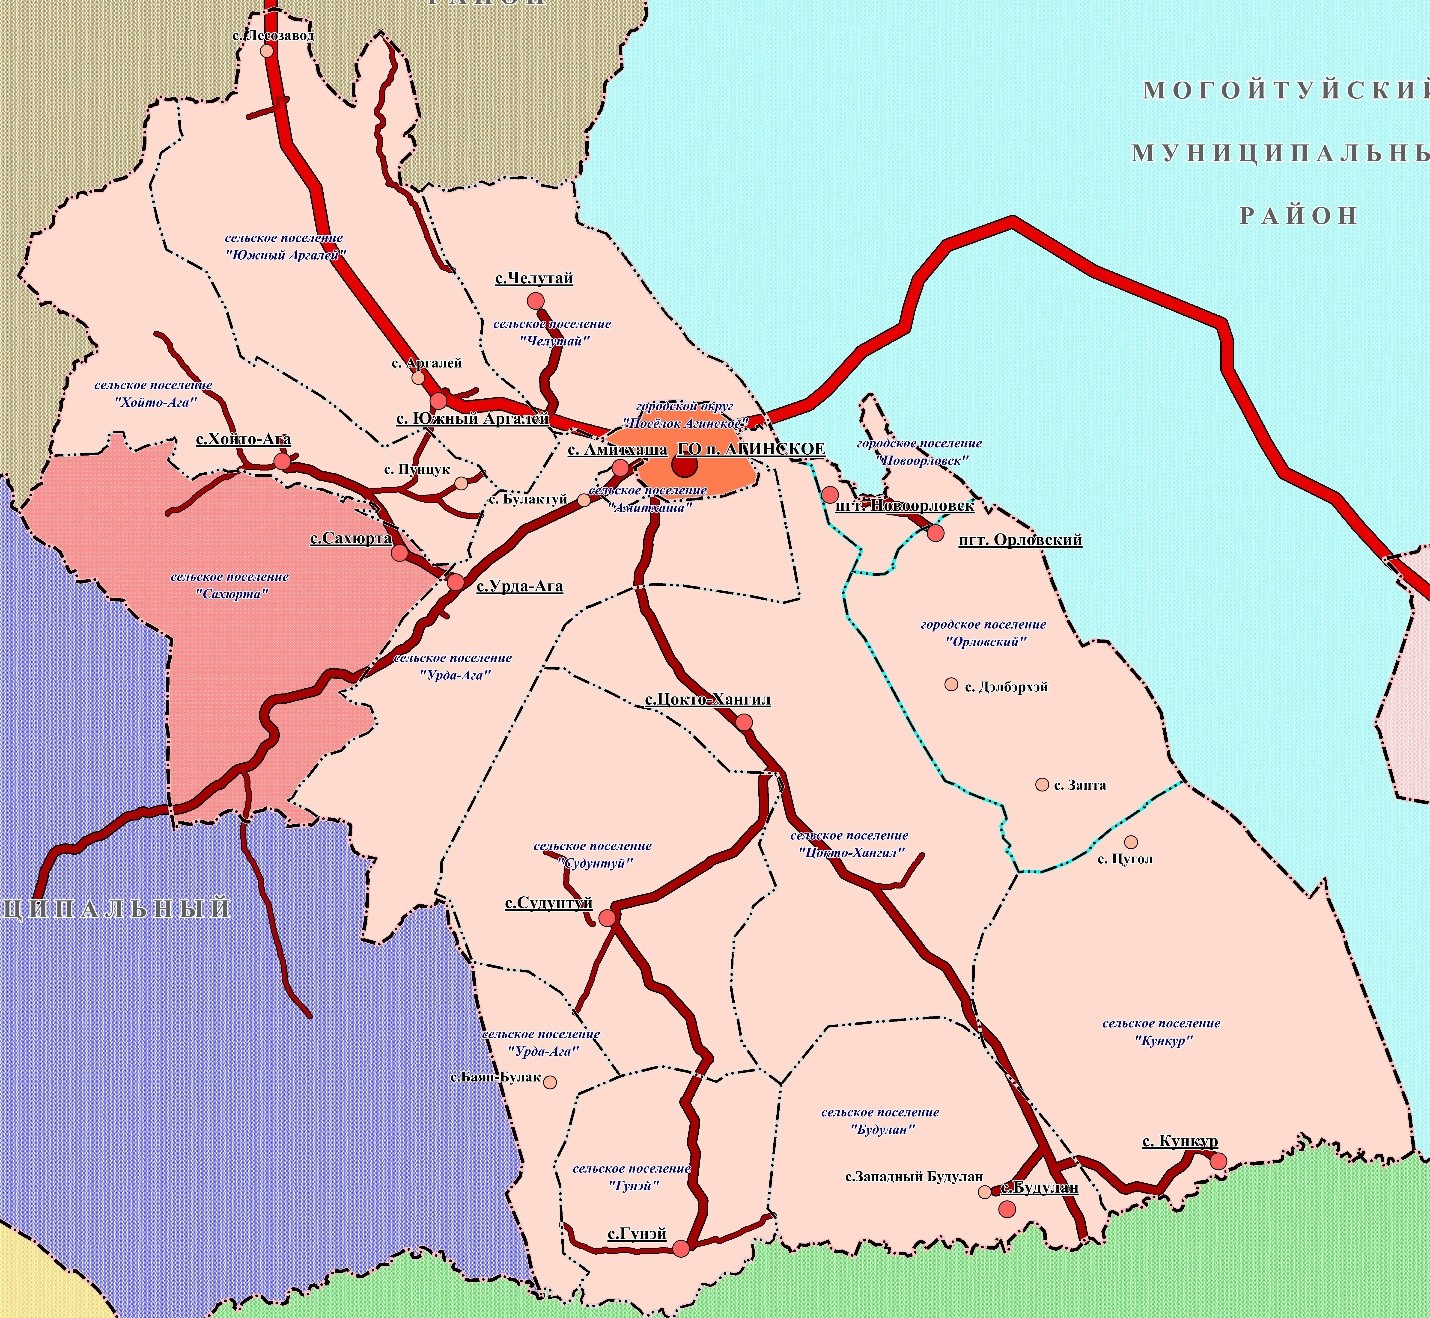 РАЙОН
с. Лесозавод
МОГОЙТУЙСКИЙ
МУНИЦИПАЛЬНЫ
РАЙОН
сельское поселение
"Южный Аргалей"
с.Челутай
сельское поселение
"Челутай"
с. Аргалей
сельское поселение
"Хойто-Ага"
с. Южный Аргалей
городской округ
"Посёлок Агинское"
с.Хойто-Ага
с. Амитхаша
ГО п. АГИНСКОЕ
городское поселение
"Новоорловск"
с. Пунцук
с. Булактуй
сельское поселение
"Амитхаша"
пгт. Новоорловск
с.Сахюрта
пгт. Орловский
сельское поселение
"Сахюрта"
с.Урда-Ага
городское поселение
"Орловский"
сельское поселение
"Урда-Ага"
с. Дэлбэрхэй
с.Цокто-Хангил
с. Запта
сельское поселение
"Судунтуй"
сельское поселение
"Цокто-Хангил"
с. Цугол
с.Судунтуй
ЦИПАЛЬНЫЙ
сельское поселение
"Урда-Ага"
сельское поселение
"Кункур"
с.Баян-Булак
сельское поселение
"Будулан"
с. Кункур
сельское поселение
"Гунэй"
с.Западный Будулан
с.Будулан
с.Гунэй